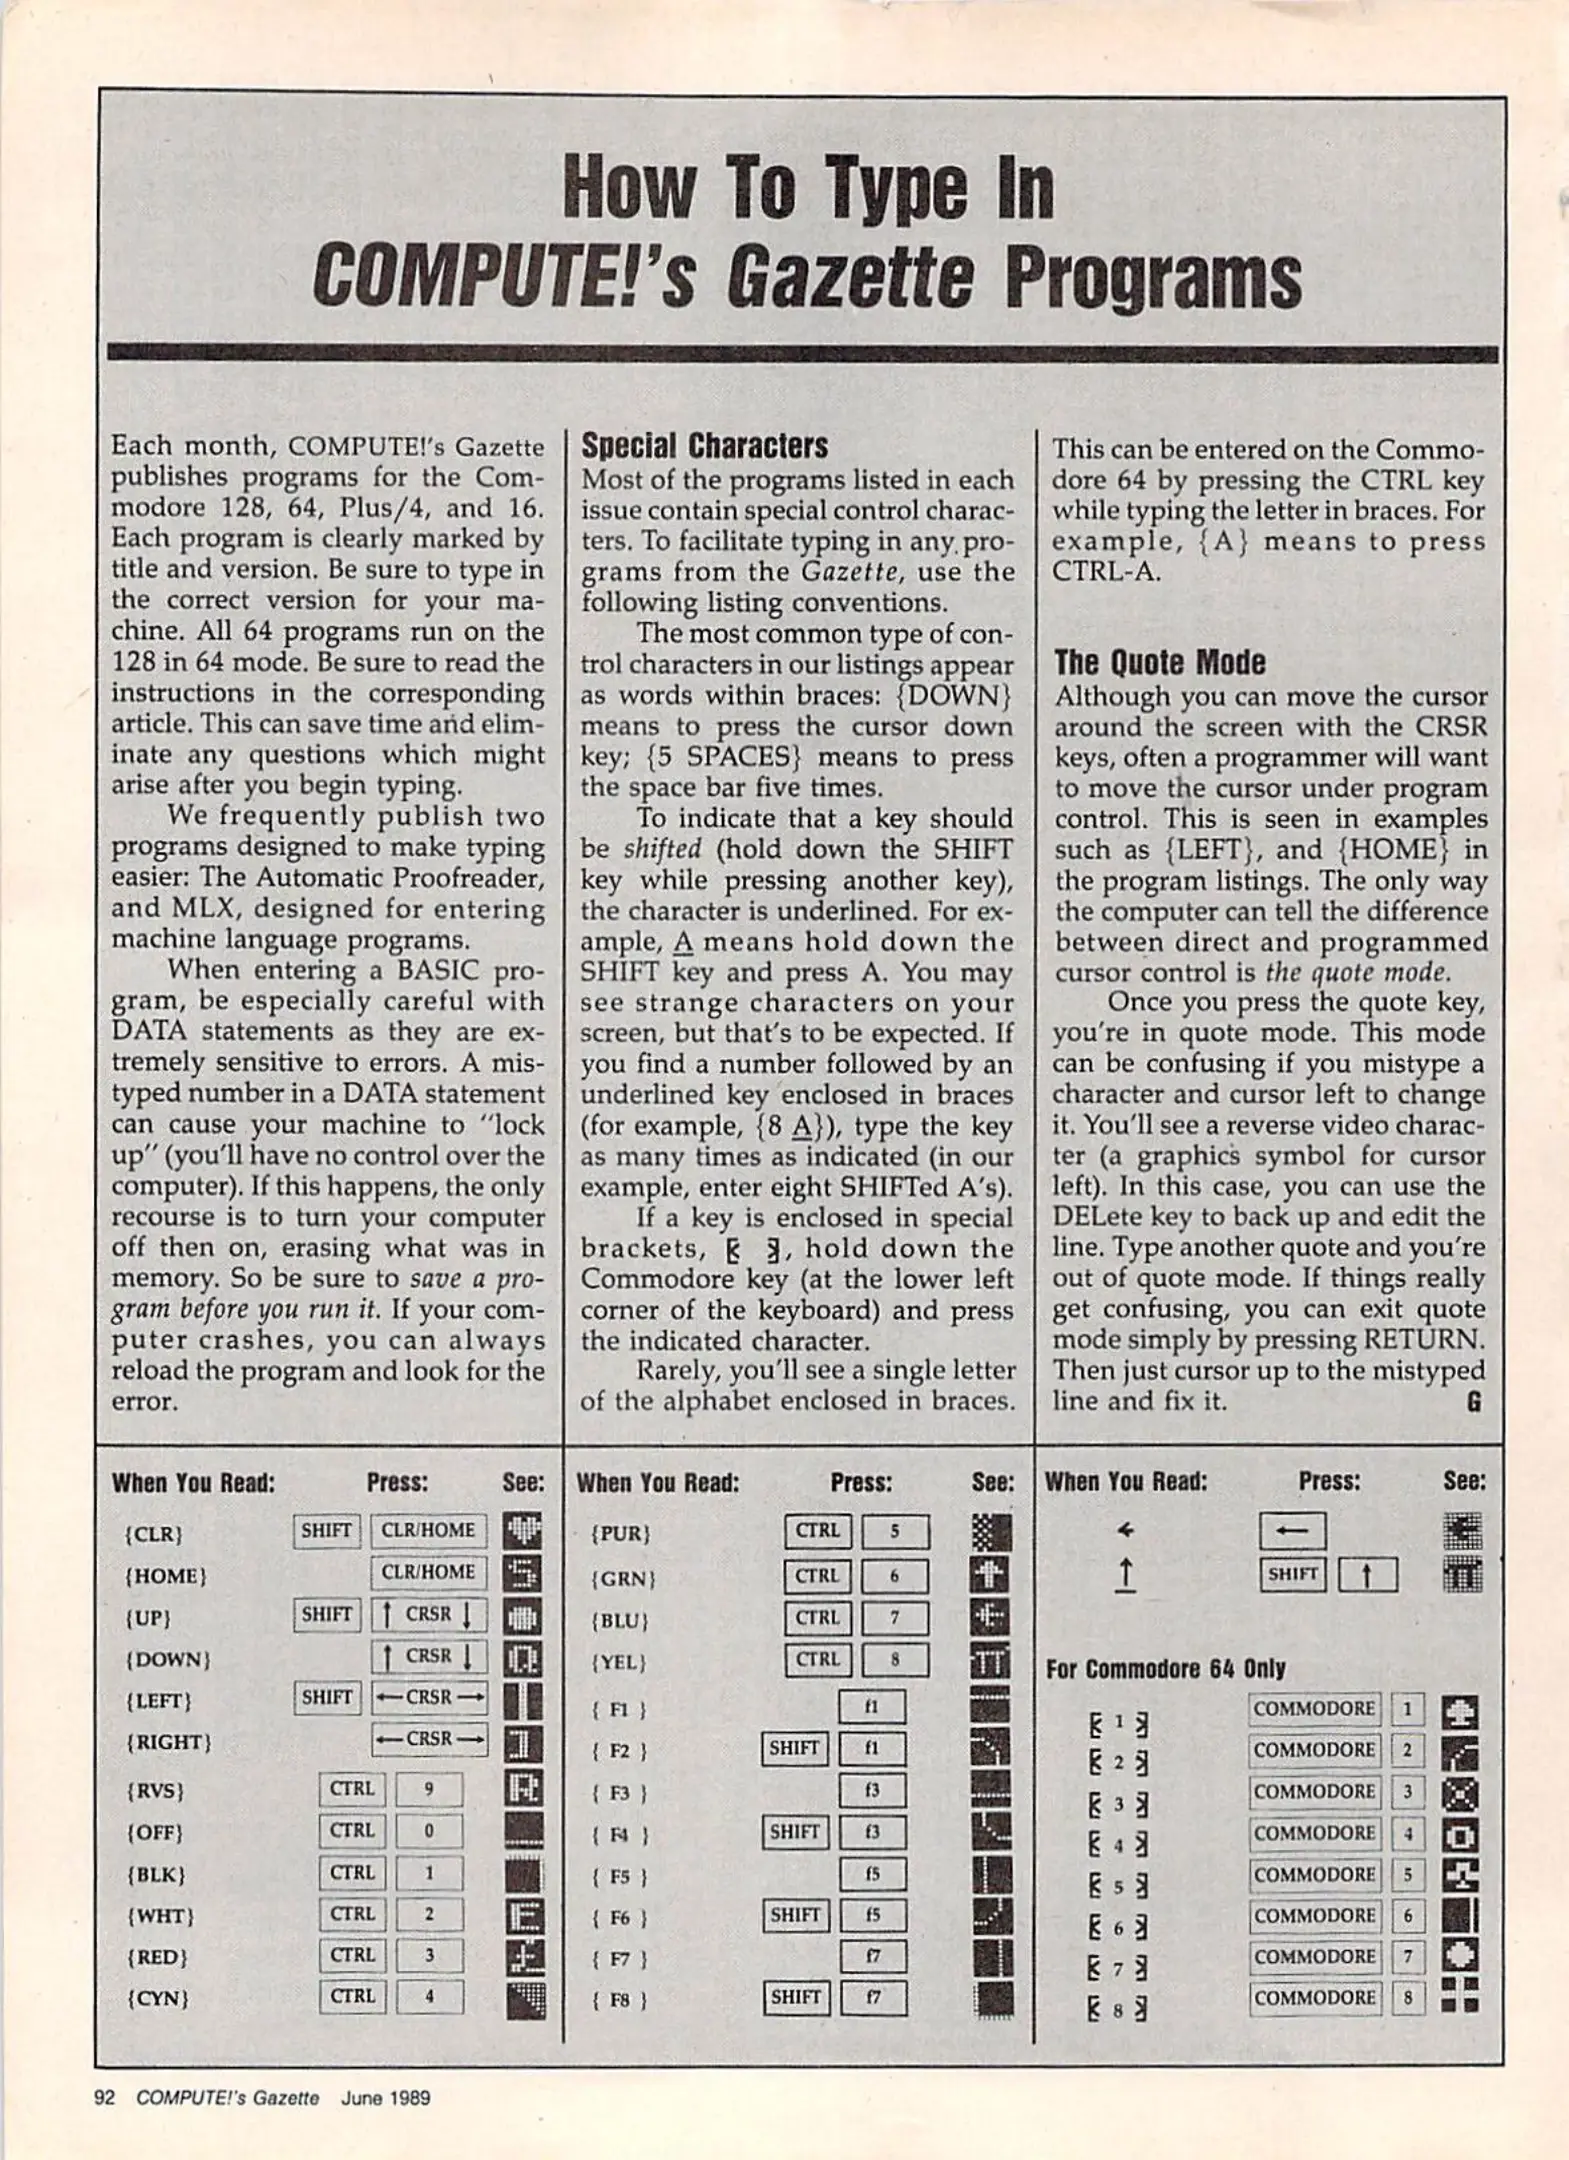 How To Type In
COMPUTE!'s Gazette Programs
Each month, COMPUTE!'s Gazette
publishes programs for the Com-
modore 128, 64, Plus/4, and 16.
Each program is clearly marked by
title and version. Be sure to type in
the correct version for your ma-
chine. All 64 programs run on the
128 in 64 mode. Be sure to read the
instructions in the corresponding
article. This can save time and elim-
inate any questions which might
arise after you begin typing.
We frequently publish two
programs designed to make typing
easier: The Automatic Proofreader,
and MLX, designed for entering
machine language programs.
When entering a BASIC pro-
gram, be especially careful with
DATA statements as they are ex-
tremely sensitive to errors. A mis-
typed number in a DATA statement
can cause your machine to "lock
up" (you'll have no control over the
computer). If this happens, the only
recourse is to turn your computer
off then on, erasing what was in
memory. So be sure to save a pro-
gram before you run it. If your com-
puter crashes, you can always
reload the program and look for the
error.
Special Characters
Most of the programs listed in each
issue contain special control charac-
ters. To facilitate typing in any pro-
grams from the Gazette, use the
following listing conventions.
The most common type of con-
trol characters in our listings appear
as words within braces: {DOWN}
means to press the cursor down
key; {5 SPACES} means to press
the space bar five times.
To indicate that a key should
be shifted (hold down the SHIFT
key while pressing another key),
the character is underlined. For ex-
ample, A means hold down the
SHIFT key and press A. You may
see strange characters on your
screen, but that's to be expected. If
you find a number followed by an
underlined key enclosed in braces
(for example, {8 A}), type the key
as many times as indicated (in our
example, enter eight SHIFTed A's).
If a key is enclosed in special
brackets, [ ], hold down the
Commodore key (at the lower left
corner of the keyboard) and press
the indicated character.
Rarely, you'll see a single letter
of the alphabet enclosed in braces.
This can be entered on the Commo-
dore 64 by pressing the CTRL key
while typing the letter in braces. For
example, {A} means to press
CTRL-A.
The Quote Mode
Although you can move the cursor
around the screen with the CRSR
keys, often a programmer will want
to move the cursor under program
control. This is seen in examples
such as {LEFT}, and {HOME} in
the program listings. The only way
the computer can tell the difference
between direct and programmed
cursor control is the quote mode.
Once you press the quote key,
you're in quote mode. This mode
can be confusing if you mistype a
character and cursor left to change
it. You'll see a reverse video charac-
ter (a graphics symbol for cursor
left). In this case, you can use the
DELete key to back up and edit the
line. Type another quote and you're
out of quote mode. If things really
get confusing, you can exit quote
mode simply by pressing RETURN.
Then just cursor up to the mistyped
line and fix it. G
When You Read: Press: See:
{CLR} SHIFT CLR/HOME
{HOME} CLR/HOME
{UP} SHIFT ↑ CRSR ↓
{DOWN} ↑ CRSR ↓
{LEFT} SHIFT ←CRSR→
{RIGHT} ←CRSR→
{RVS} CTRL 9
{OFF} CTRL 0
{BLK} CTRL 1
{WHT} CTRL 2
{RED} CTRL 3
{CYN} CTRL 4
When You Read: Press: See:
{PUR} CTRL 5
{GRN} CTRL 6
{BLU} CTRL 7
{YEL} CTRL 8
{ F1 } f1
{ F2 } SHIFT f1
{ F3 } f3
{ F4 } SHIFT f3
{ F5 } f5
{ F6 } SHIFT f5
{ F7 } f7
{ F8 } SHIFT f7
When You Read: Press: See:
← ←
↑ SHIFT ↑ π
For Commodore 64 Only
[ 1 ] COMMODORE 1
[ 2 ] COMMODORE 2
[ 3 ] COMMODORE 3
[ 4 ] COMMODORE 4
[ 5 ] COMMODORE 5
[ 6 ] COMMODORE 6
[ 7 ] COMMODORE 7
[ 8 ] COMMODORE 8
92 COMPUTE!'s Gazette June 1989